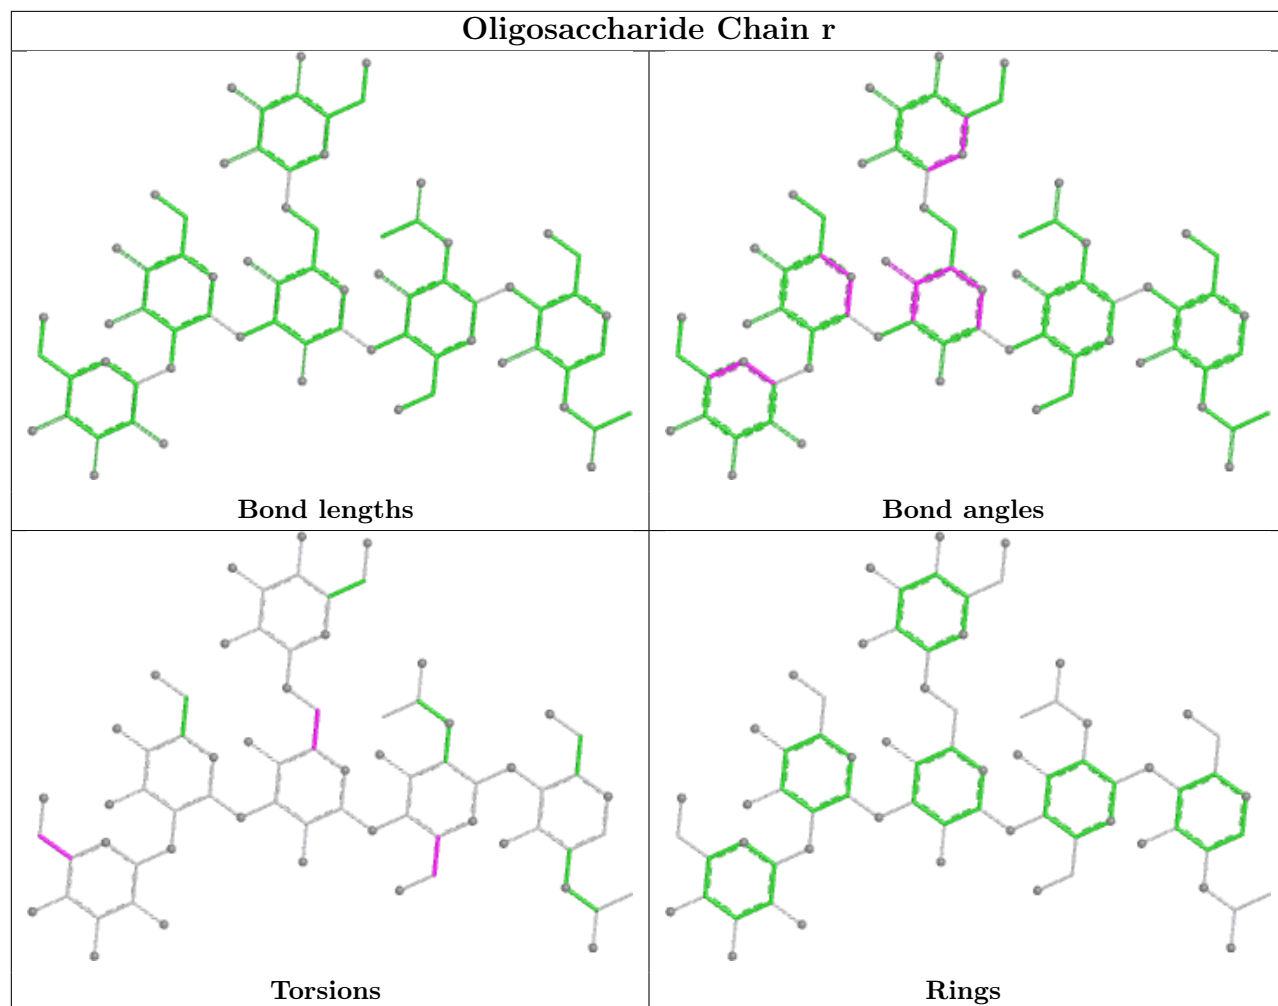 Oligosaccharide Chain r
Bond lengths
Bond angles
Torsions
Rings